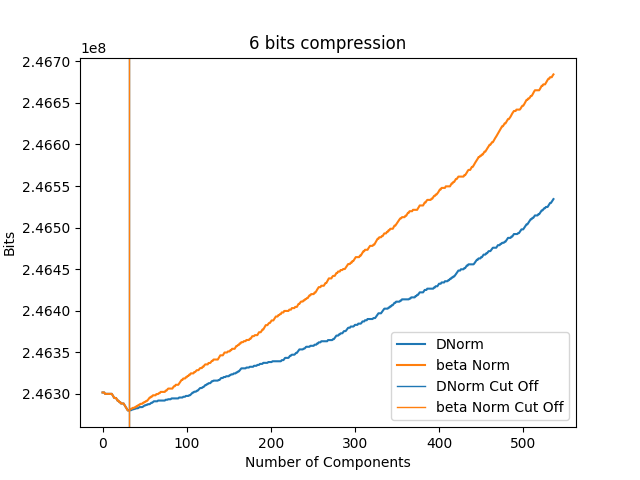 6 bits compression
1e8
2.4670
2.4665
2.4660
2.4655
2.4650
2.4645
2.4640
2.4635
2.4630
Bits
DNorm
beta Norm
DNorm Cut Off
beta Norm Cut Off
0 100 200 300 400 500
Number of Components